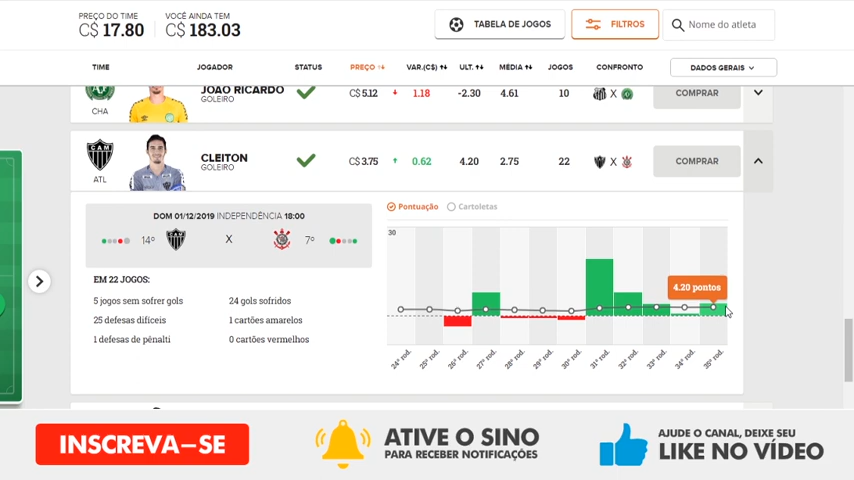 PREÇO DO TIME
C$ 17.80
VOCÊ AINDA TEM
C$ 183.03
TABELA DE JOGOS
FILTROS
Nome do atleta
TIME
JOGADOR
STATUS
PREÇO
VAR.(C$)
ULT.
MÉDIA
JOGOS
CONFRONTO
DADOS GERAIS
CHA
JOÃO RICARDO
GOLEIRO
C$ 5.12
1.18
-2.30
4.61
10
X
COMPRAR
CAM
ATL
CLEITON
GOLEIRO
C$ 3.75
0.62
4.20
2.75
22
X
COMPRAR
DOM 01/12/2019 INDEPENDÊNCIA 18:00
14º
CAM
X
7º
EM 22 JOGOS:
5 jogos sem sofrer gols
24 gols sofridos
25 defesas difíceis
1 cartões amarelos
1 defesas de pênalti
0 cartões vermelhos
Pontuação
Cartoletas
30
4.20 pontos
24ª rod.
25ª rod.
26ª rod.
27ª rod.
28ª rod.
29ª rod.
30ª rod.
31ª rod.
32ª rod.
33ª rod.
34ª rod.
35ª rod.
INSCREVA-SE
ATIVE O SINO
PARA RECEBER NOTIFICAÇÕES
AJUDE O CANAL, DEIXE SEU
LIKE NO VÍDEO